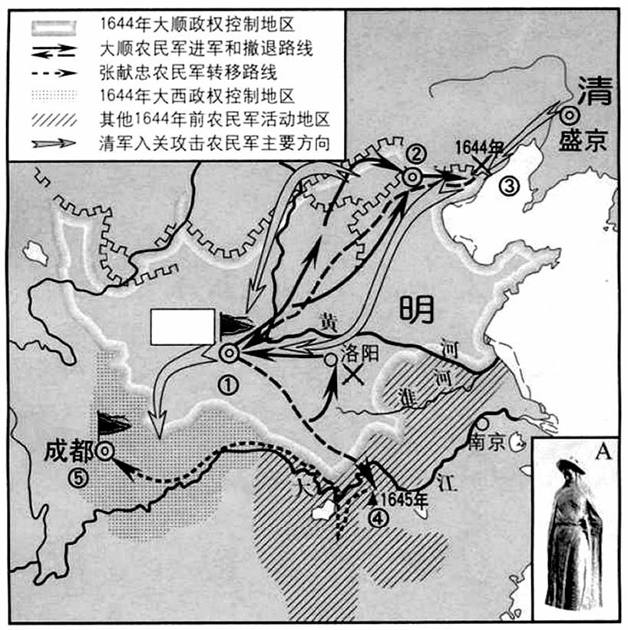 1644年大顺政权控制地区
大顺农民军进军和撤退路线
张献忠农民军转移路线
1644年大西政权控制地区
其他1644年前农民军活动地区
清军入关攻击农民军主要方向
清
盛京
1644年
②
③
明
黄
河
洛阳
①
淮
河
成都
⑤
南京
大
江
1645年
④
A